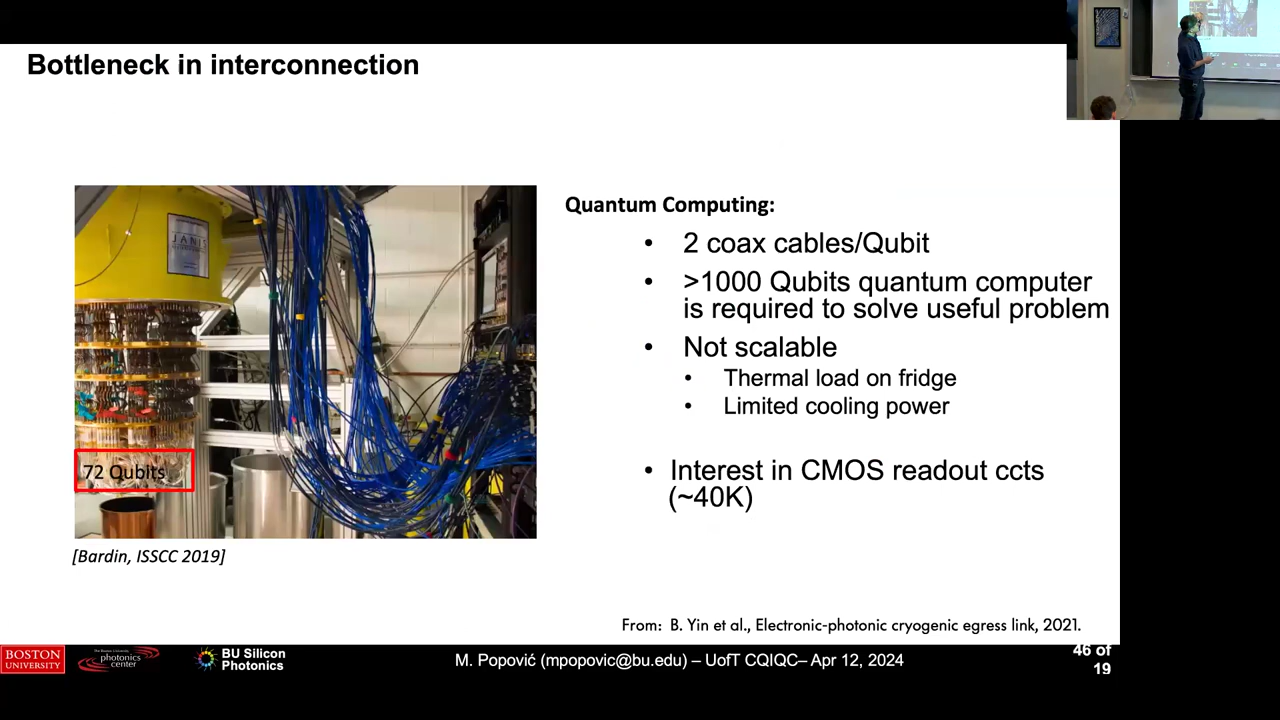 Bottleneck in interconnection
JANIS
72 Qubits
[Bardin, ISSCC 2019]
Quantum Computing:
• 2 coax cables/Qubit
• >1000 Qubits quantum computer
is required to solve useful problem
• Not scalable
• Thermal load on fridge
• Limited cooling power
• Interest in CMOS readout ccts
(~40K)
From: B. Yin et al., Electronic-photonic cryogenic egress link, 2021.
BOSTON
UNIVERSITY
photonics
center
BU Silicon
Photonics
M. Popović (mpopovic@bu.edu) – UofT CQIQC– Apr 12, 2024
46 of
19